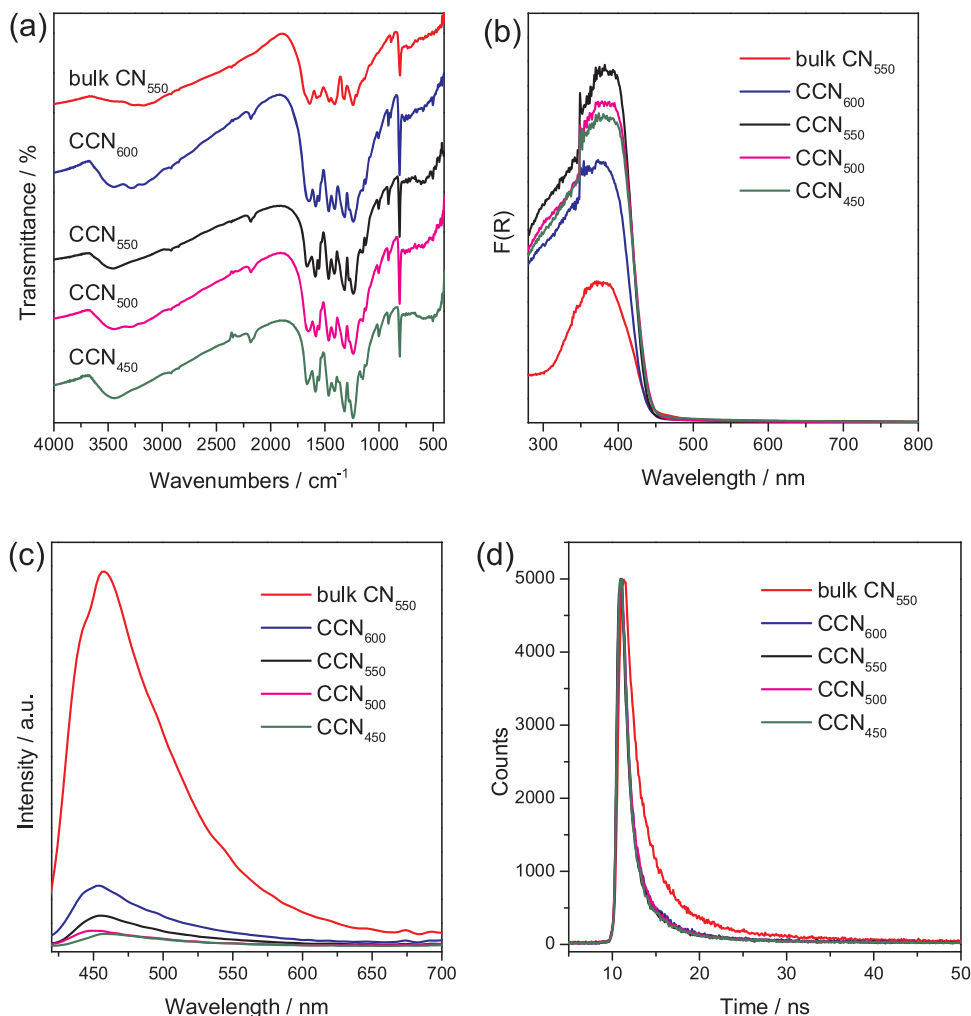 (a)
bulk CN550
CCN600
CCN550
CCN500
CCN450
Transmittance / %
4000 3500 3000 2500 2000 1500 1000 500
Wavenumbers / cm-1
(b)
bulk CN550
CCN600
CCN550
CCN500
CCN450
F(R)
300 400 500 600 700 800
Wavelength / nm
(c)
bulk CN550
CCN600
CCN550
CCN500
CCN450
Intensity / a.u.
450 500 550 600 650 700
Wavelength / nm
(d)
5000
4000
3000
2000
1000
0
bulk CN550
CCN600
CCN550
CCN500
CCN450
Counts
10 20 30 40 50
Time / ns